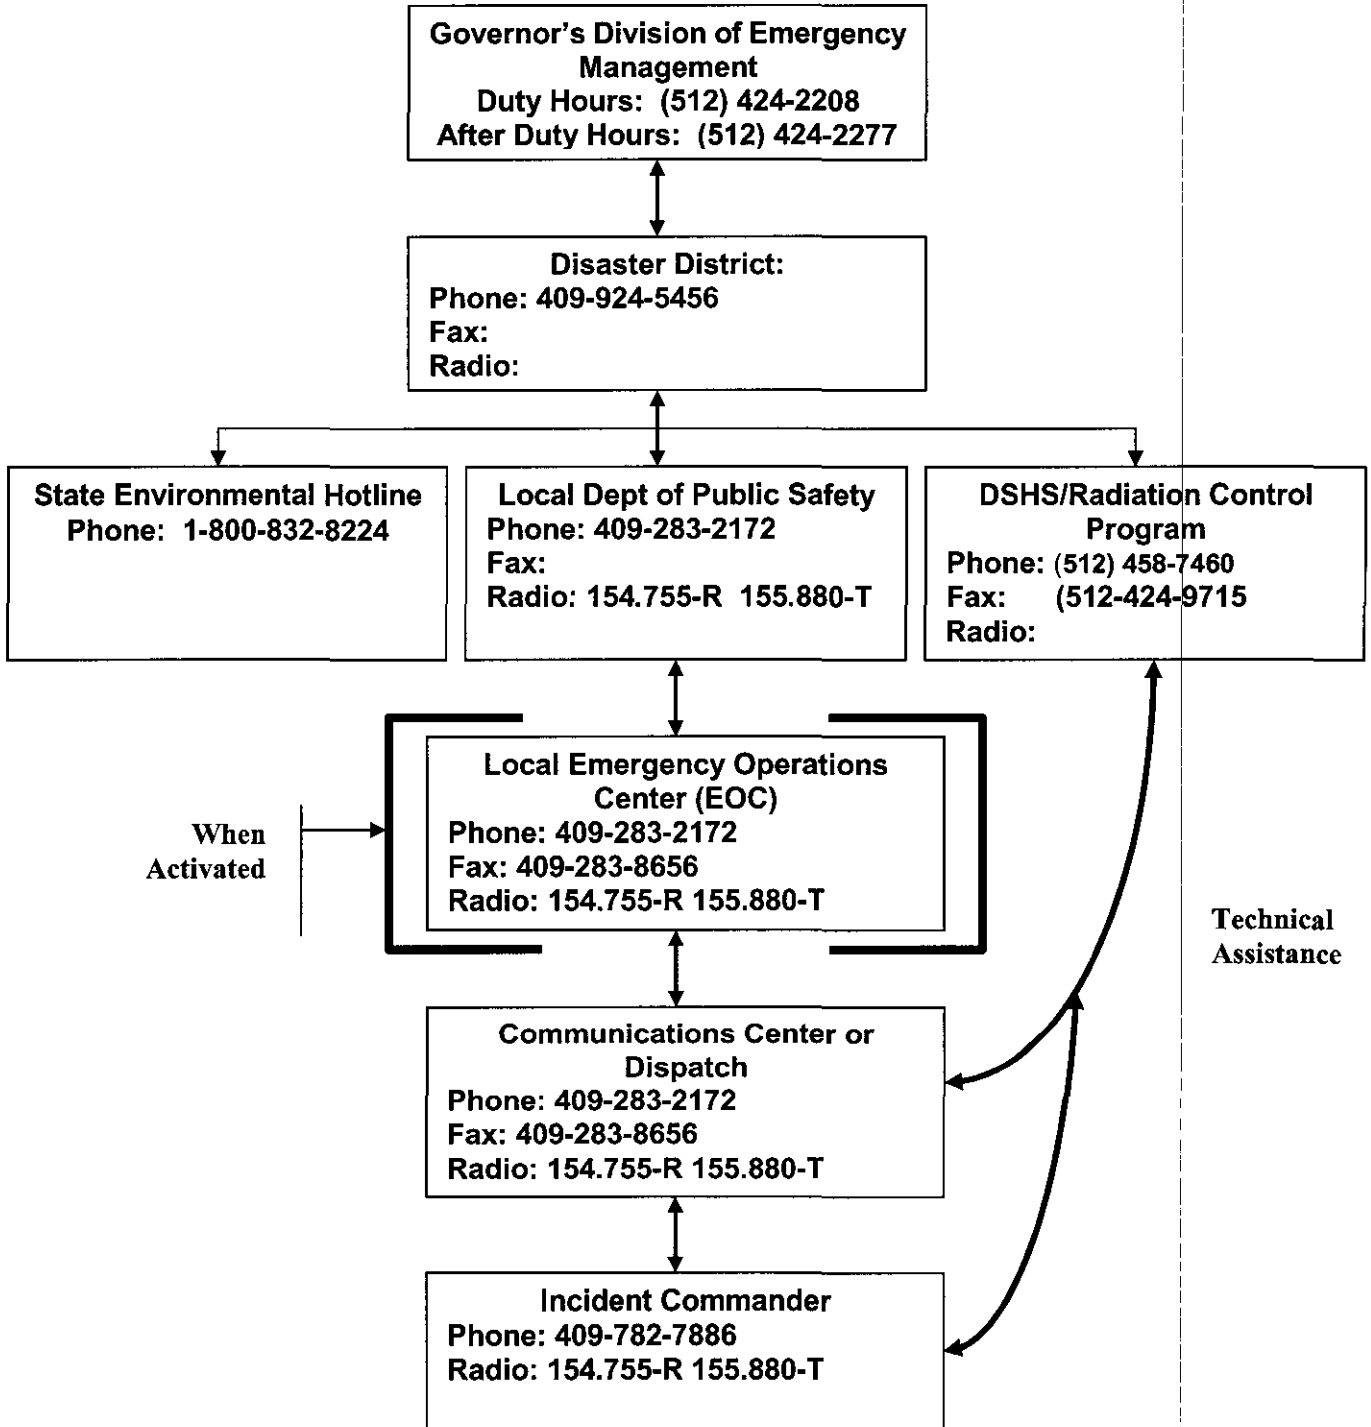 Governor's Division of Emergency
Management
Duty Hours: (512) 424-2208
After Duty Hours: (512) 424-2277
Disaster District:
Phone: 409-924-5456
Fax:
Radio:
State Environmental Hotline
Phone: 1-800-832-8224
Local Dept of Public Safety
Phone: 409-283-2172
Fax:
Radio: 154.755-R 155.880-T
DSHS/Radiation Control
Program
Phone: (512) 458-7460
Fax: (512-424-9715
Radio:
When
Activated
Local Emergency Operations
Center (EOC)
Phone: 409-283-2172
Fax: 409-283-8656
Radio: 154.755-R 155.880-T
Technical
Assistance
Communications Center or
Dispatch
Phone: 409-283-2172
Fax: 409-283-8656
Radio: 154.755-R 155.880-T
Incident Commander
Phone: 409-782-7886
Radio: 154.755-R 155.880-T